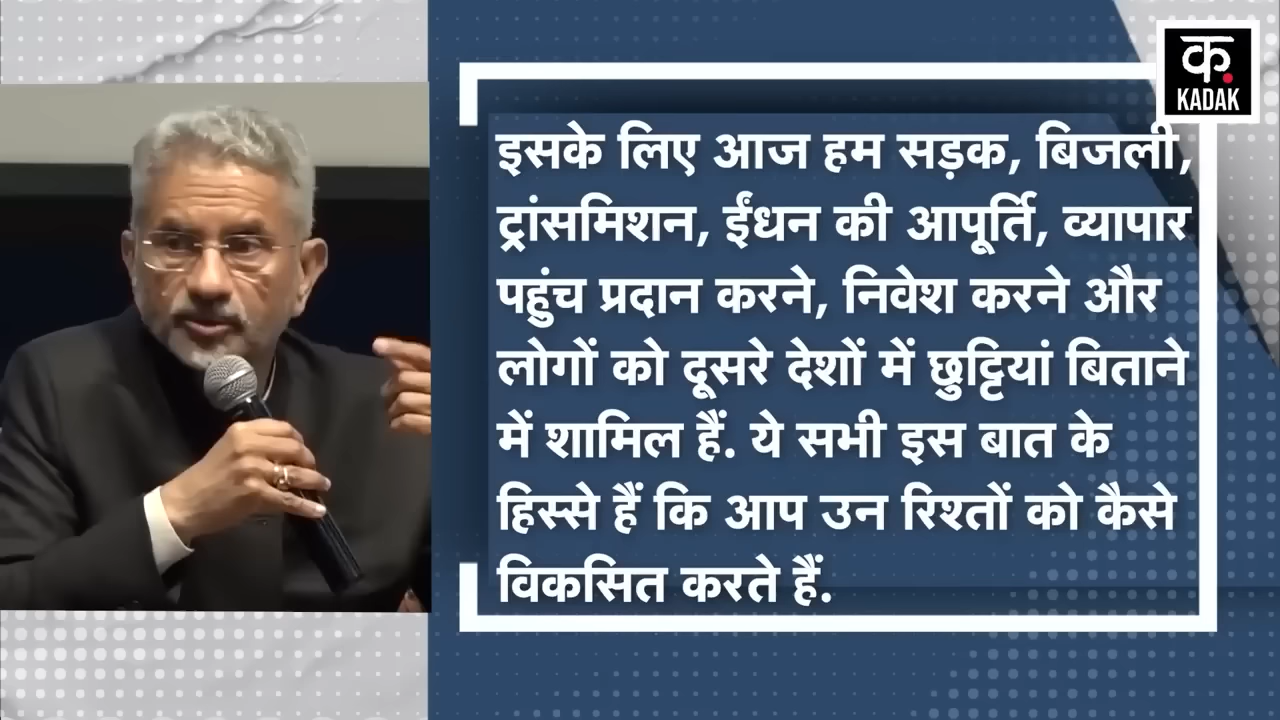 क.
KADAK
इसके लिए आज हम सड़क, बिजली,
ट्रांसमिशन, ईंधन की आपूर्ति, व्यापार
पहुंच प्रदान करने, निवेश करने और
लोगों को दूसरे देशों में छुट्टियां बिताने
में शामिल हैं. ये सभी इस बात के
हिस्से हैं कि आप उन रिश्तों को कैसे
विकसित करते हैं.